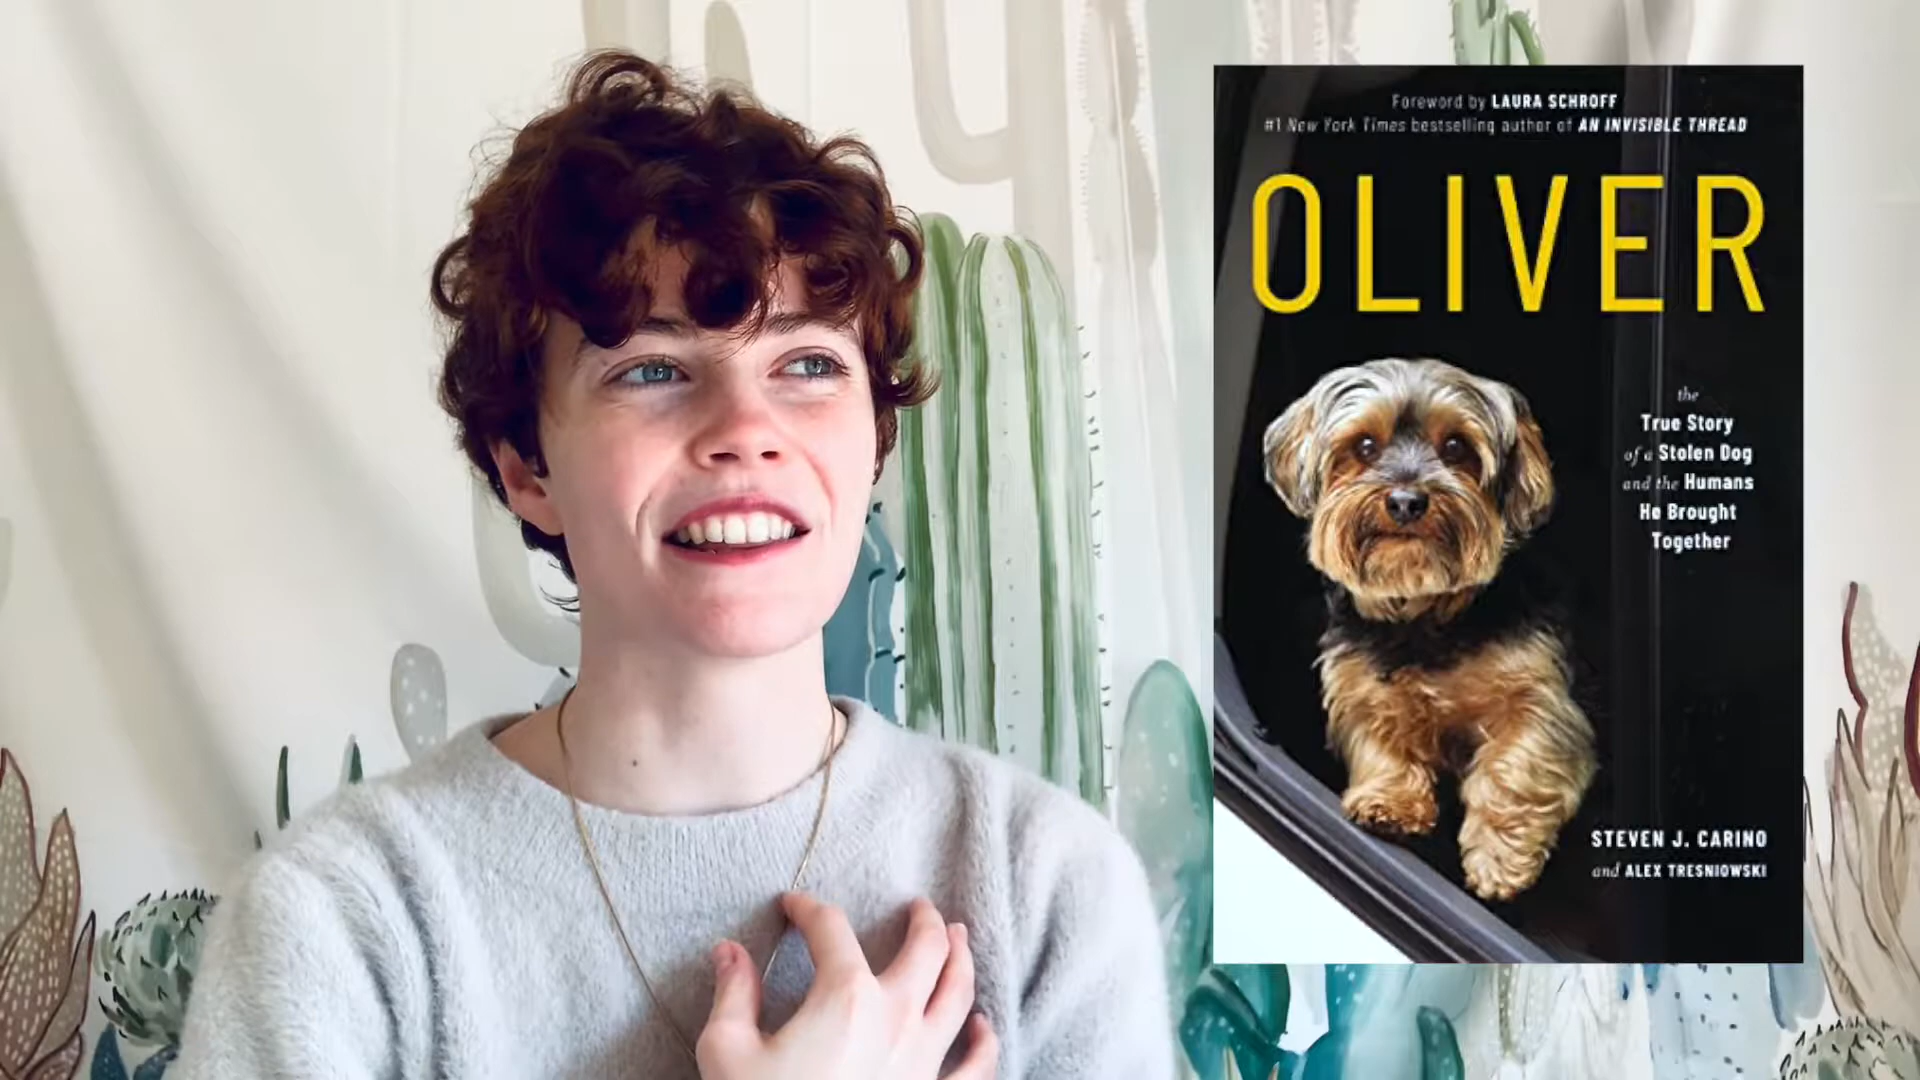 Foreword by LAURA SCHROFF
#1 New York Times bestselling author of AN INVISIBLE THREAD
OLIVER
the
True Story
of a Stolen Dog
and the Humans
He Brought
Together
STEVEN J. CARINO
and ALEX TRESNIOWSKI